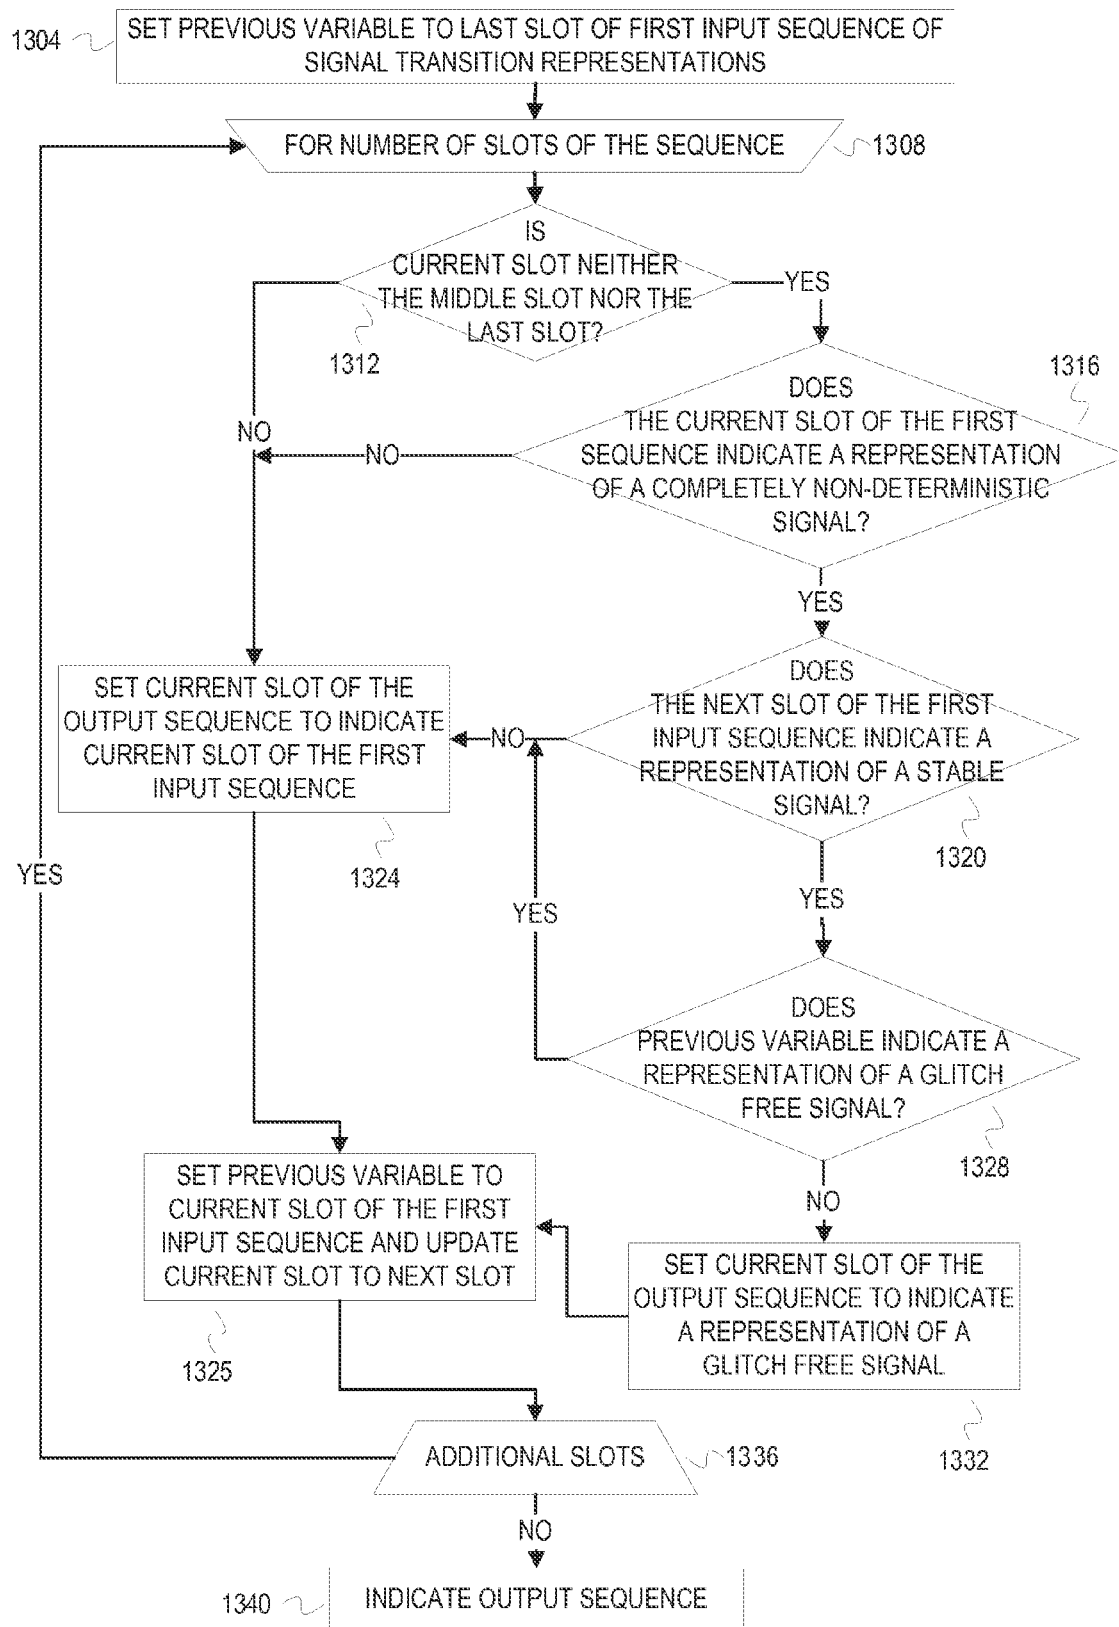 1304
SET PREVIOUS VARIABLE TO LAST SLOT OF FIRST INPUT SEQUENCE OF
SIGNAL TRANSITION REPRESENTATIONS
FOR NUMBER OF SLOTS OF THE SEQUENCE
1308
IS
CURRENT SLOT NEITHER
THE MIDDLE SLOT NOR THE
LAST SLOT?
1312
YES
NO
1316
DOES
THE CURRENT SLOT OF THE FIRST
SEQUENCE INDICATE A REPRESENTATION
OF A COMPLETELY NON-DETERMINISTIC
SIGNAL?
NO
YES
DOES
THE NEXT SLOT OF THE FIRST
INPUT SEQUENCE INDICATE A
REPRESENTATION OF A STABLE
SIGNAL?
1320
NO
SET CURRENT SLOT OF THE
OUTPUT SEQUENCE TO INDICATE
CURRENT SLOT OF THE FIRST
INPUT SEQUENCE
1324
YES
YES
YES
DOES
PREVIOUS VARIABLE INDICATE A
REPRESENTATION OF A GLITCH
FREE SIGNAL?
1328
NO
SET PREVIOUS VARIABLE TO
CURRENT SLOT OF THE FIRST
INPUT SEQUENCE AND UPDATE
CURRENT SLOT TO NEXT SLOT
1325
SET CURRENT SLOT OF THE
OUTPUT SEQUENCE TO INDICATE
A REPRESENTATION OF A
GLITCH FREE SIGNAL
1332
ADDITIONAL SLOTS
1336
NO
INDICATE OUTPUT SEQUENCE
1340